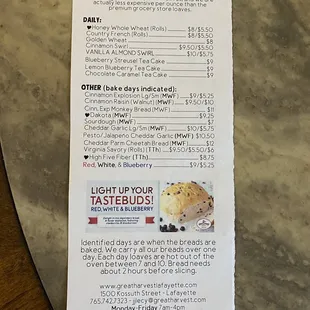 actually less expensive per ounce than the
premium grocery store loaves.
DAILY:
♥Honey Whole Wheat (Rolls) $8/$5.50
Country French (Rolls) $8/$5.50
Golden Wheat $8
Cinnamon Swirl $9.50/$5.50
VANILLA ALMOND SWIRL $10/$5.75
Blueberry Streusel Tea Cake $9
Lemon Blueberry Tea Cake $9
Chocolate Caramel Tea Cake $9
OTHER (bake days indicated):
Cinnamon Explosion Lg/Sm (MWF) $10/$5.75
Cinnamon Raisin (Walnut) (MWF) $9.50/$10
Cinn. Exp Monkey Bread (MWF) $11
♥Dakota (MWF) $9.25
Sourdough (MWF) $7
Cheddar Garlic Lg/Sm (MWF) $9/$5.25
Pesto/Jalapeño Cheddar Garlic (MWF) $10.50
Cheddar Parm Cheetah Bread (MWF) $12
Virginia Savory (Rolls) (TTh) $9.50/$5.50/$6
♥High Five Fiber (TTh) $8.75
Red, White, & Blueberry $9/$5.25
LIGHT UP YOUR
TASTEBUDS!
RED, WHITE & BLUEBERRY
Identified days are when the breads are
baked. We carry all our breads over one
day. Each day loaves are hot out of the
oven between 7 and 10. Bread needs
about 2 hours before slicing.
www.greatharvestlafayette.com
1500 Kossuth Street - Lafayette
765.742.7323 - jjlecy@greatharvest.com
Monday-Friday 7am-4pm